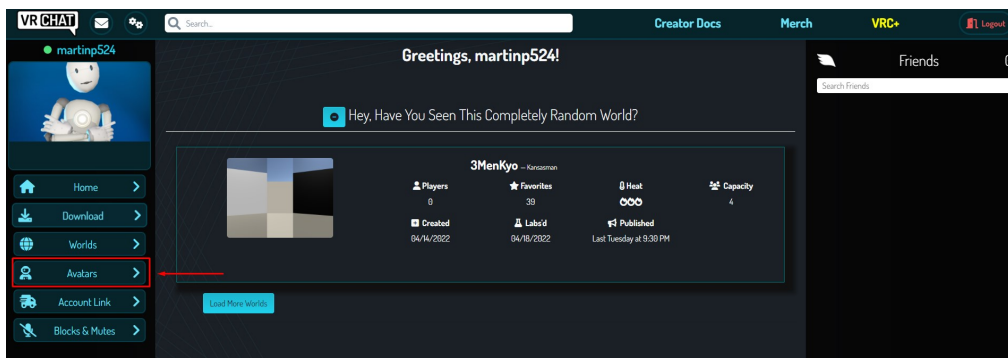 VRCHAT
Search...
Creator Docs
Merch
VRC+
Logout
martinp524
Home
Download
Worlds
Avatars
Account Link
Blocks & Mutes
Greetings, martinp524!
Hey, Have You Seen This Completely Random World?
3MenKyo – Kansasman
Players
Favorites
Heat
Capacity
0
39
4
Created
Labs'd
Published
04/14/2022
04/18/2022
Last Tuesday at 9:30 PM
Load More Worlds
Friends
Search Friends